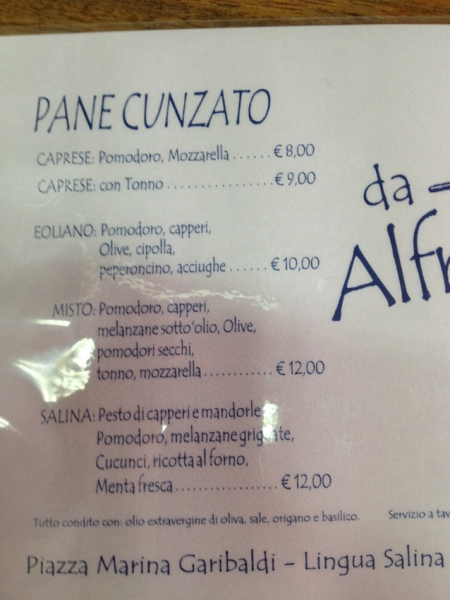 PANE CUNZATO
CAPRESE: Pomodoro, Mozzarella ...... € 8,00
CAPRESE: con Tonno ................ € 9,00
EOLIANO: Pomodoro, capperi,
Olive, cipolla,
peperoncino, acciughe ...... € 10,00
MISTO: Pomodoro, capperi,
melanzane sotto'olio, Olive,
pomodori secchi,
tonno, mozzarella ............ € 12,00
SALINA: Pesto di capperi e mandorle
Pomodoro, melanzane grigliate,
Cucunci, ricotta al forno,
Menta fresca ................. € 12,00
Tutto condito con: olio extravergine di oliva, sale, origano e basilico. Servizio a
Piazza Marina Garibaldi - Lingua Salina
da